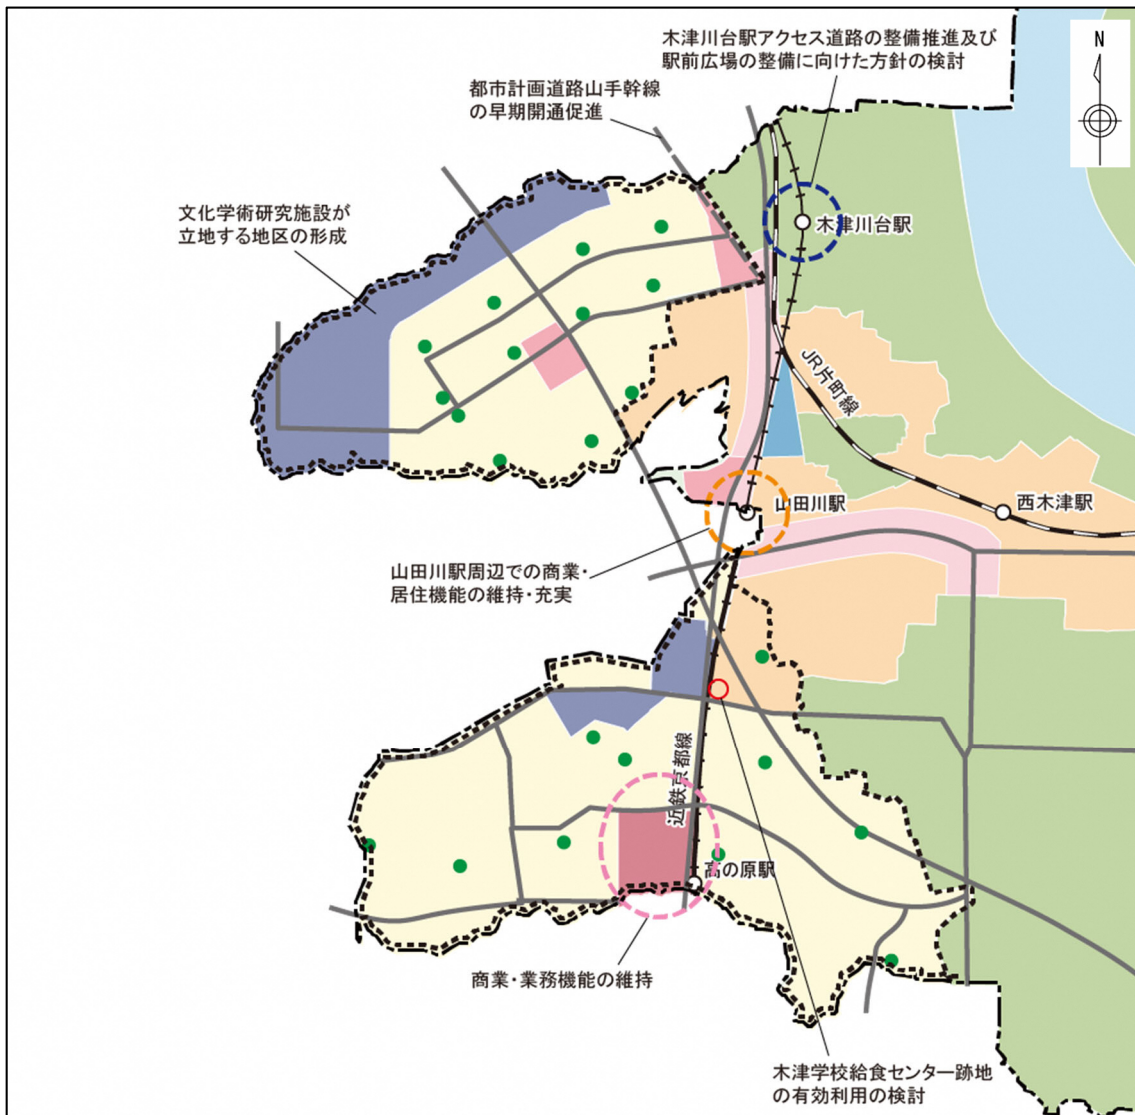 木津川台駅アクセス道路の整備推進及び
駅前広場の整備に向けた方針の検討
N
都市計画道路山手幹線
の早期開通促進
文化学術研究施設が
立地する地区の形成
木津川台駅
JR片町線
山田川駅
西木津駅
山田川駅周辺での商業・
居住機能の維持・充実
近鉄京都線
高の原駅
商業・業務機能の維持
木津学校給食センター跡地
の有効利用の検討